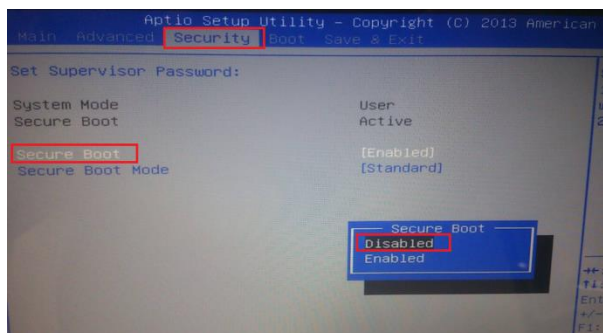 Aptio Setup Utility – Copyright (C) 2013 American
Main Advanced Security Boot Save & Exit
Set Supervisor Password:
System Mode User
Secure Boot Active
Secure Boot [Enabled]
Secure Boot Mode [Standard]
Secure Boot
Disabled
Enabled